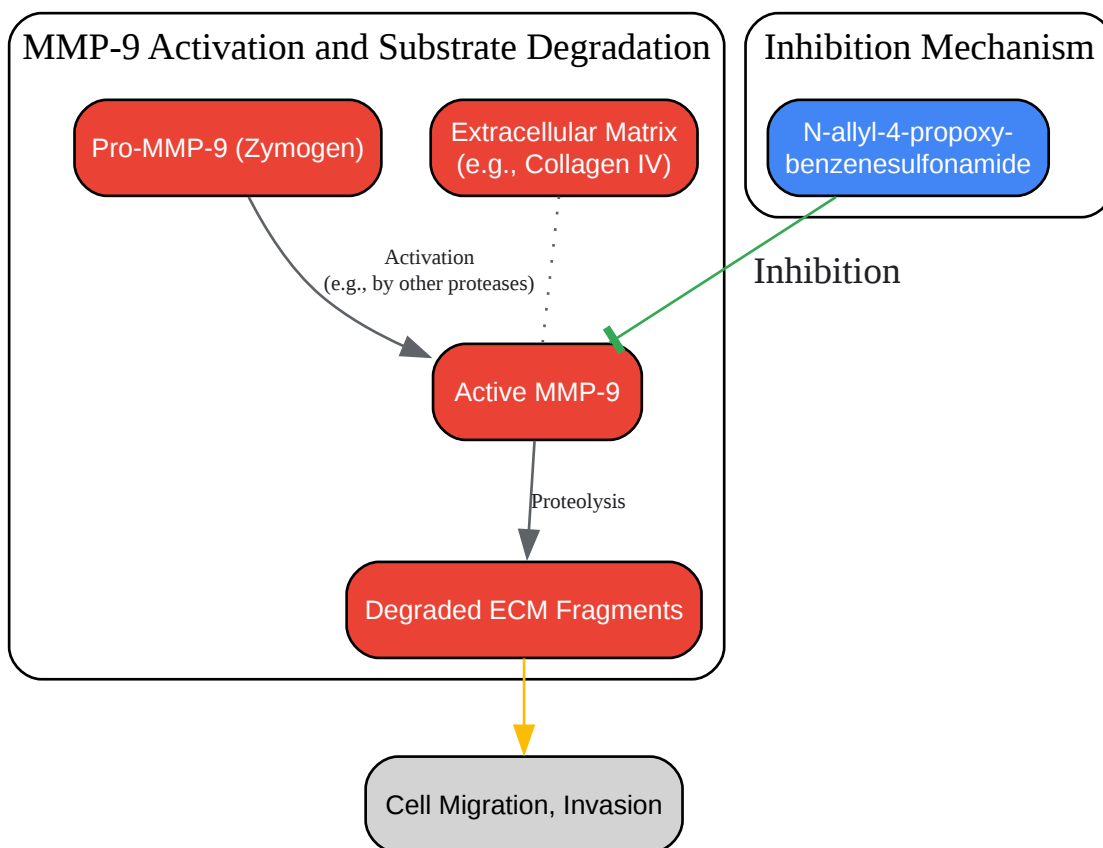 MMP-9 Activation and Substrate Degradation
Inhibition Mechanism
Pro-MMP-9 (Zymogen)
Extracellular Matrix
(e.g., Collagen IV)
N-allyl-4-propoxy-
benzenesulfonamide
Activation
(e.g., by other proteases)
Inhibition
Active MMP-9
Proteolysis
Degraded ECM Fragments
Cell Migration, Invasion